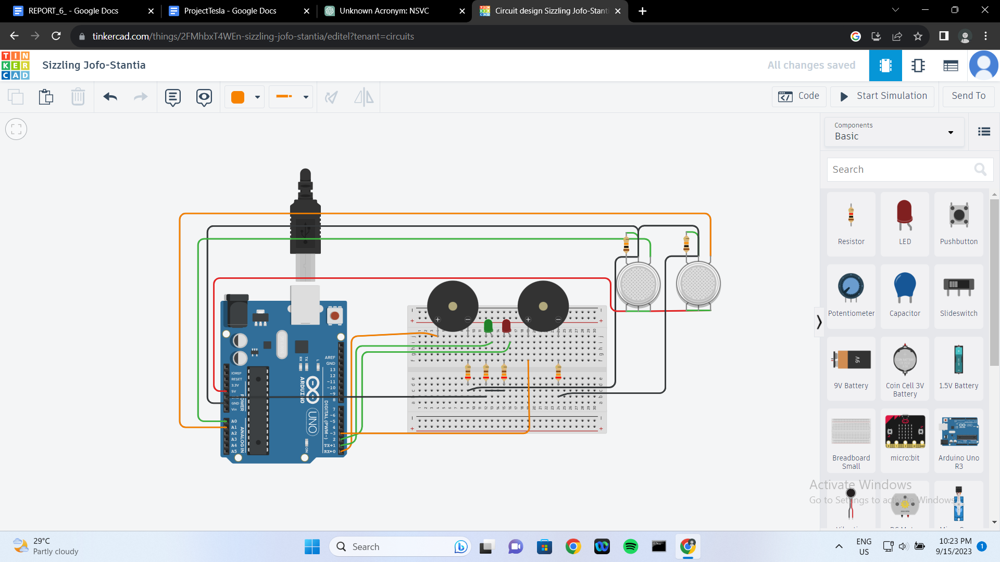 REPORT_6_ - Google Docs
ProjectTesla - Google Docs
Unknown Acronym: NSVC
Circuit design Sizzling Jofo-Stanti
tinkercad.com/things/2FMhbxT4WEn-sizzling-jofo-stantia/editel?tenant=circuits
TIN
KER
CAD
Sizzling Jofo-Stantia
All changes saved
Code
Start Simulation
Send To
Components
Basic
Search
Resistor
LED
Pushbutton
Potentiometer
Capacitor
Slideswitch
9V
9V Battery
Coin Cell 3V
Battery
1.5V Battery
Breadboard
Small
micro:bit
Arduino Uno
R3
AREF
GND
13
12
~11
~10
~9
8
7
~6
~5
4
~3
2
TX→1
RX←0
DIGITAL (PWM~)
IOREF
RESET
3.3V
5V
GND
Vin
POWER
A0
A1
A2
A3
A4
A5
ANALOG IN
RX
TX
L
ARDUINO
UNO
ON
Activate Windows
Go to Settings to activate Windows.
29°C
Partly cloudy
Search
ENG
US
10:23 PM
9/15/2023
1